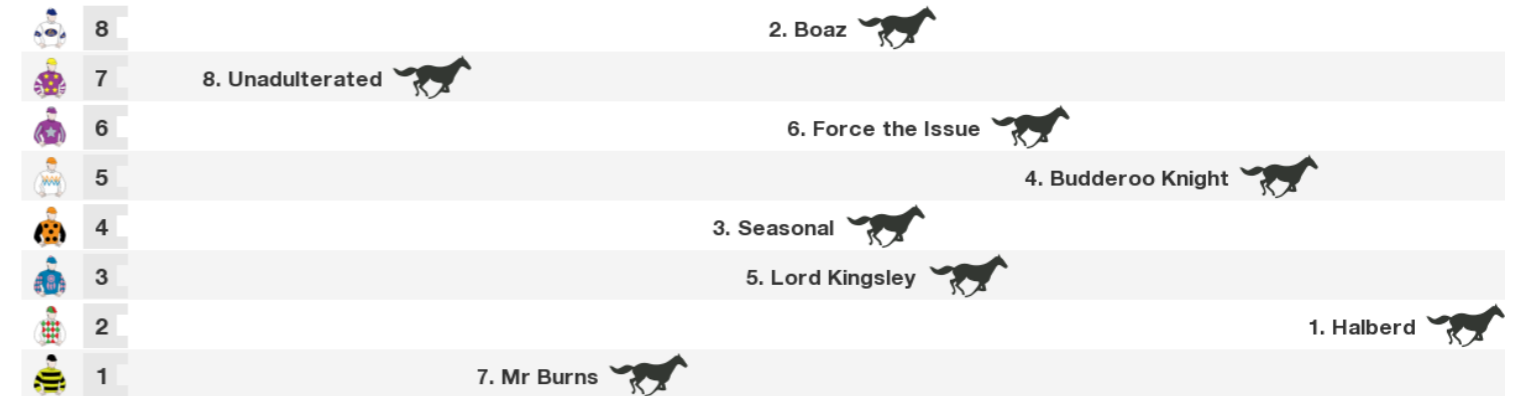 8 2. Boaz
7 8. Unadulterated
6 6. Force the Issue
5 4. Budderoo Knight
4 3. Seasonal
3 5. Lord Kingsley
2 1. Halberd
1 7. Mr Burns